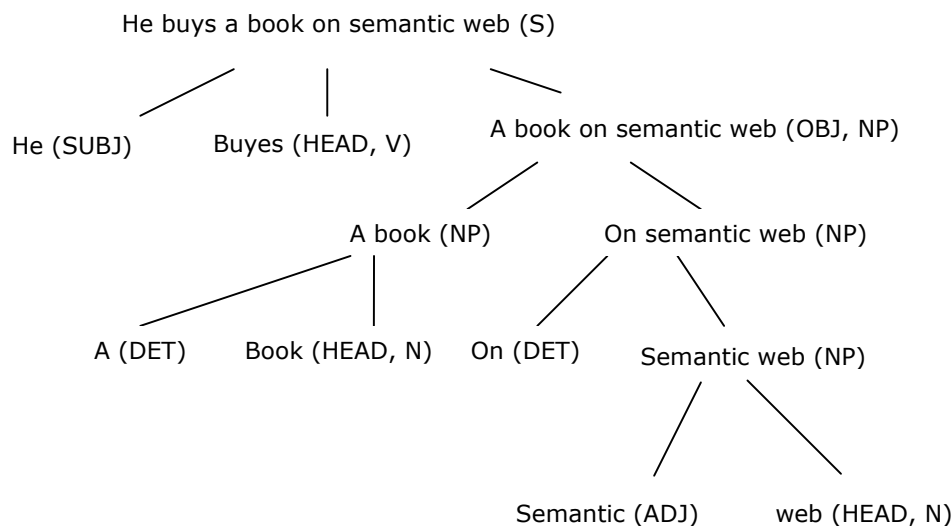 He buys a book on semantic web (S)
He (SUBJ)
Buyes (HEAD, V)
A book on semantic web (OBJ, NP)
A book (NP)
On semantic web (NP)
A (DET)
Book (HEAD, N)
On (DET)
Semantic web (NP)
Semantic (ADJ)
web (HEAD, N)